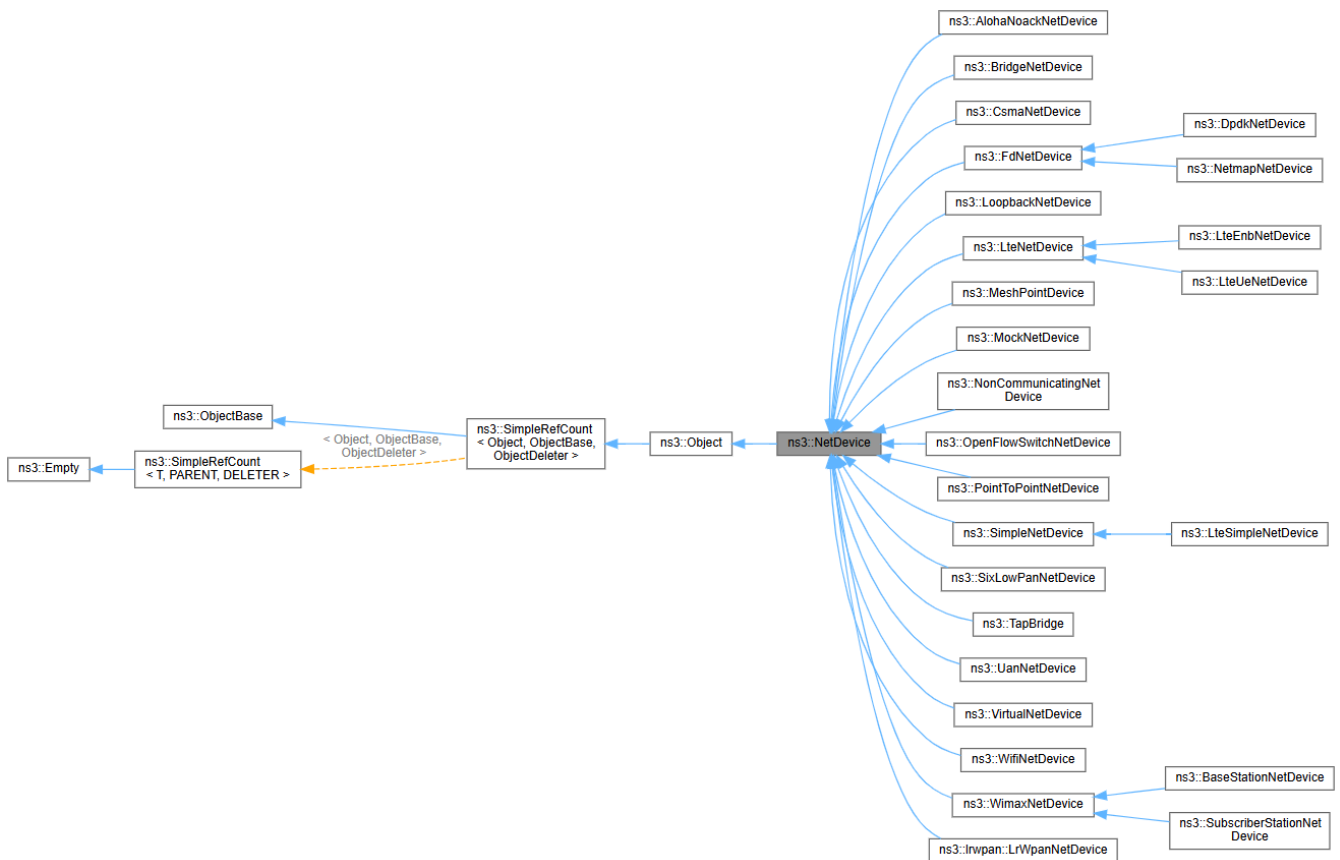 ns3::AlohaNoackNetDevice
ns3::BridgeNetDevice
ns3::CsmaNetDevice
ns3::DpdkNetDevice
ns3::FdNetDevice
ns3::NetmapNetDevice
ns3::LoopbackNetDevice
ns3::LteEnbNetDevice
ns3::LteNetDevice
ns3::LteUeNetDevice
ns3::MeshPointDevice
ns3::MockNetDevice
ns3::NonCommunicatingNet
Device
ns3::ObjectBase
< Object, ObjectBase,
ObjectDeleter >
ns3::SimpleRefCount
< Object, ObjectBase,
ObjectDeleter >
ns3::Object
ns3::NetDevice
ns3::OpenFlowSwitchNetDevice
ns3::Empty
ns3::SimpleRefCount
< T, PARENT, DELETER >
ns3::PointToPointNetDevice
ns3::SimpleNetDevice
ns3::LteSimpleNetDevice
ns3::SixLowPanNetDevice
ns3::TapBridge
ns3::UanNetDevice
ns3::VirtualNetDevice
ns3::WifiNetDevice
ns3::BaseStationNetDevice
ns3::WimaxNetDevice
ns3::SubscriberStationNet
Device
ns3::lrwpan::LrWpanNetDevice